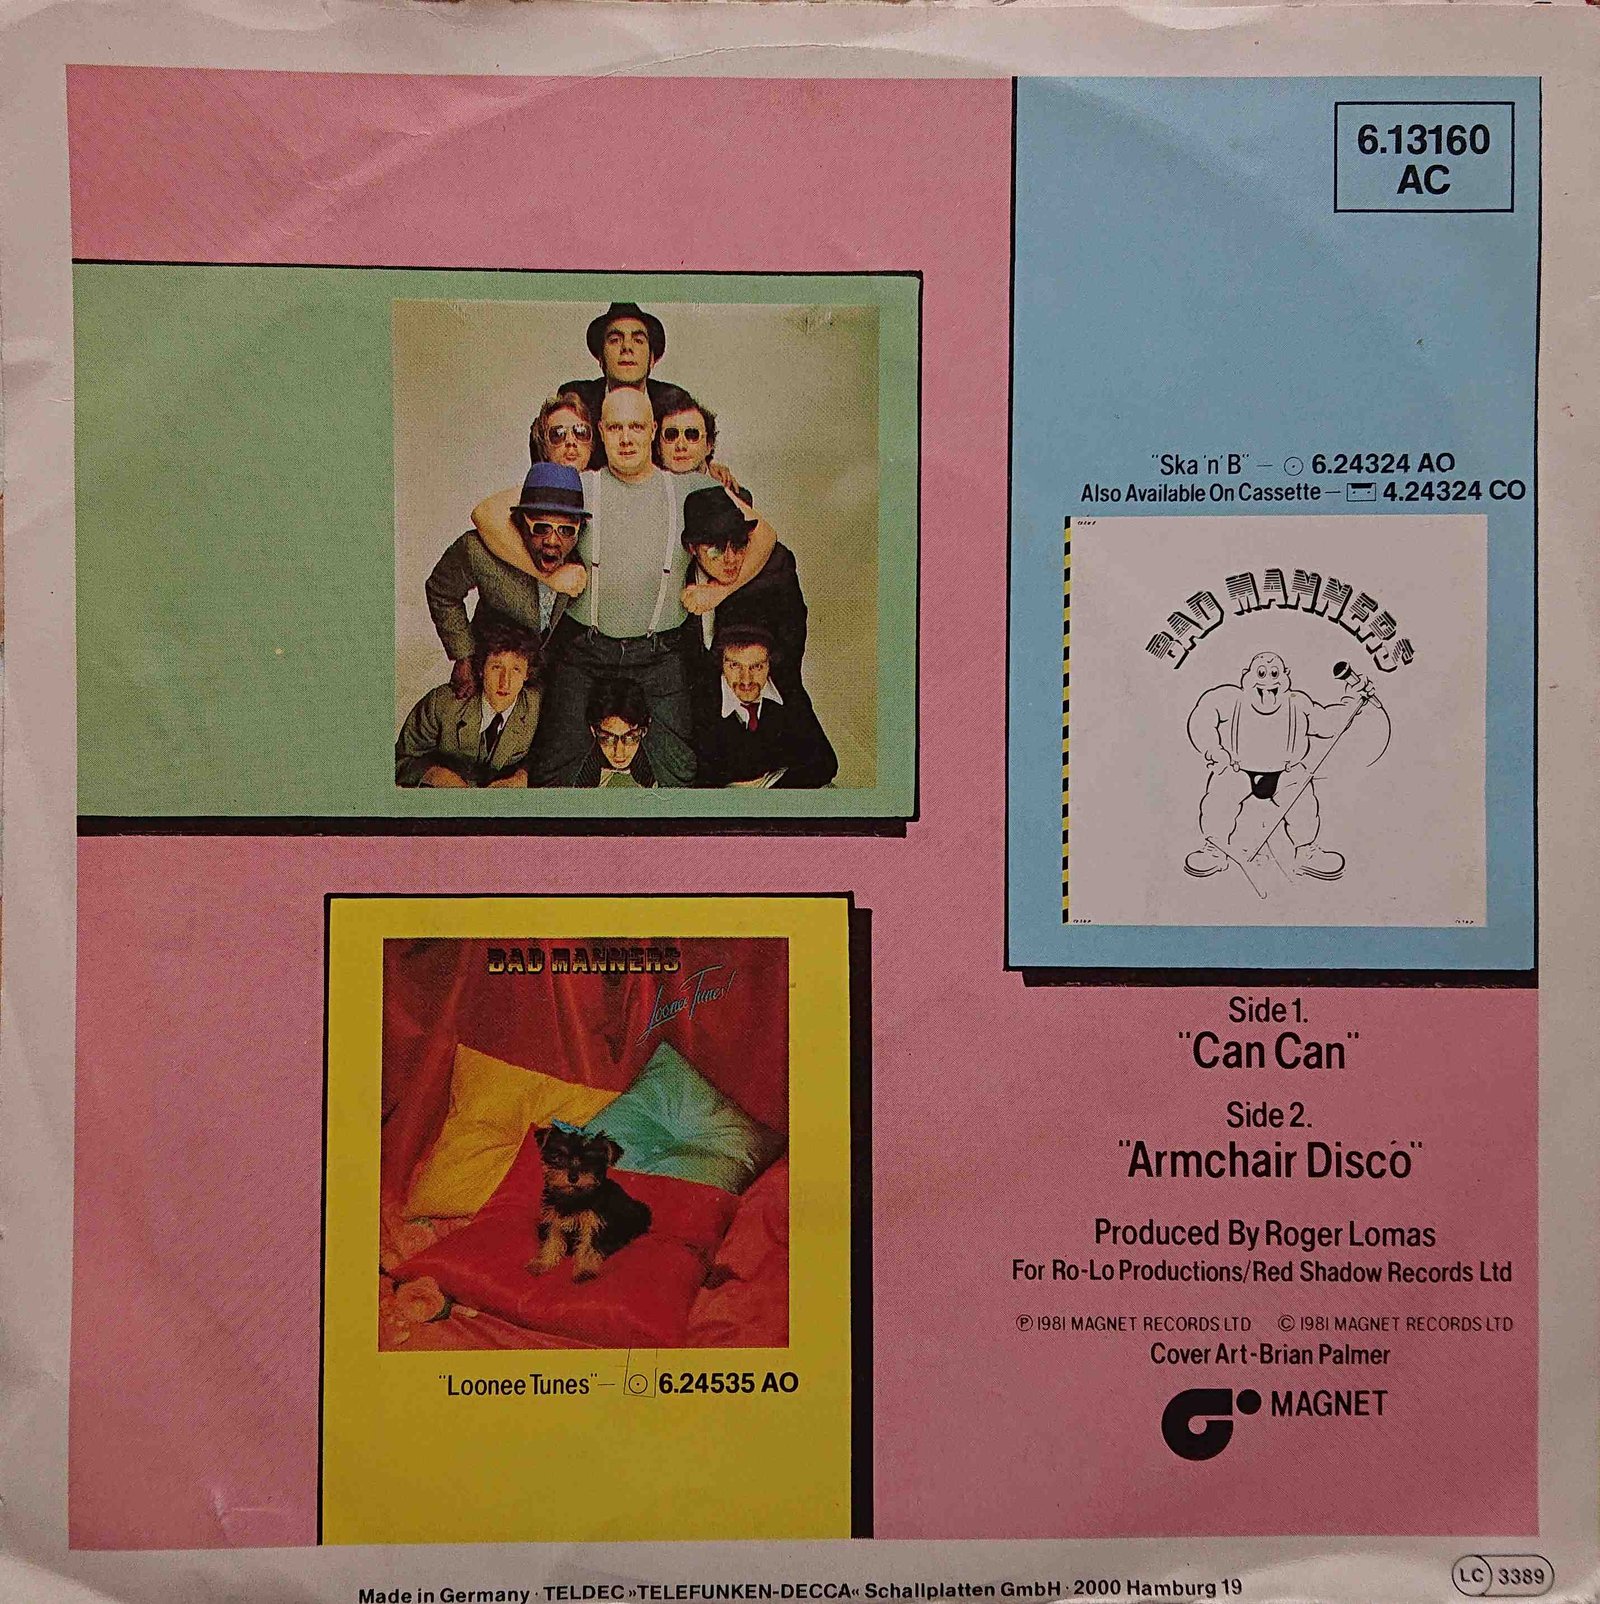 6.13160
AC
"Ska 'n' B" – 6.24324 AO
Also Available On Cassette – 4.24324 CO
BAD MANNERS
BAD MANNERS
Loonee Tunes!
"Loonee Tunes" – 6.24535 AO
Side 1.
"Can Can"
Side 2.
"Armchair Disco"
Produced By Roger Lomas
For Ro-Lo Productions/Red Shadow Records Ltd
℗ 1981 MAGNET RECORDS LTD © 1981 MAGNET RECORDS LTD
Cover Art-Brian Palmer
MAGNET
Made in Germany · TELDEC »TELEFUNKEN-DECCA« Schallplatten GmbH · 2000 Hamburg 19
LC 3389